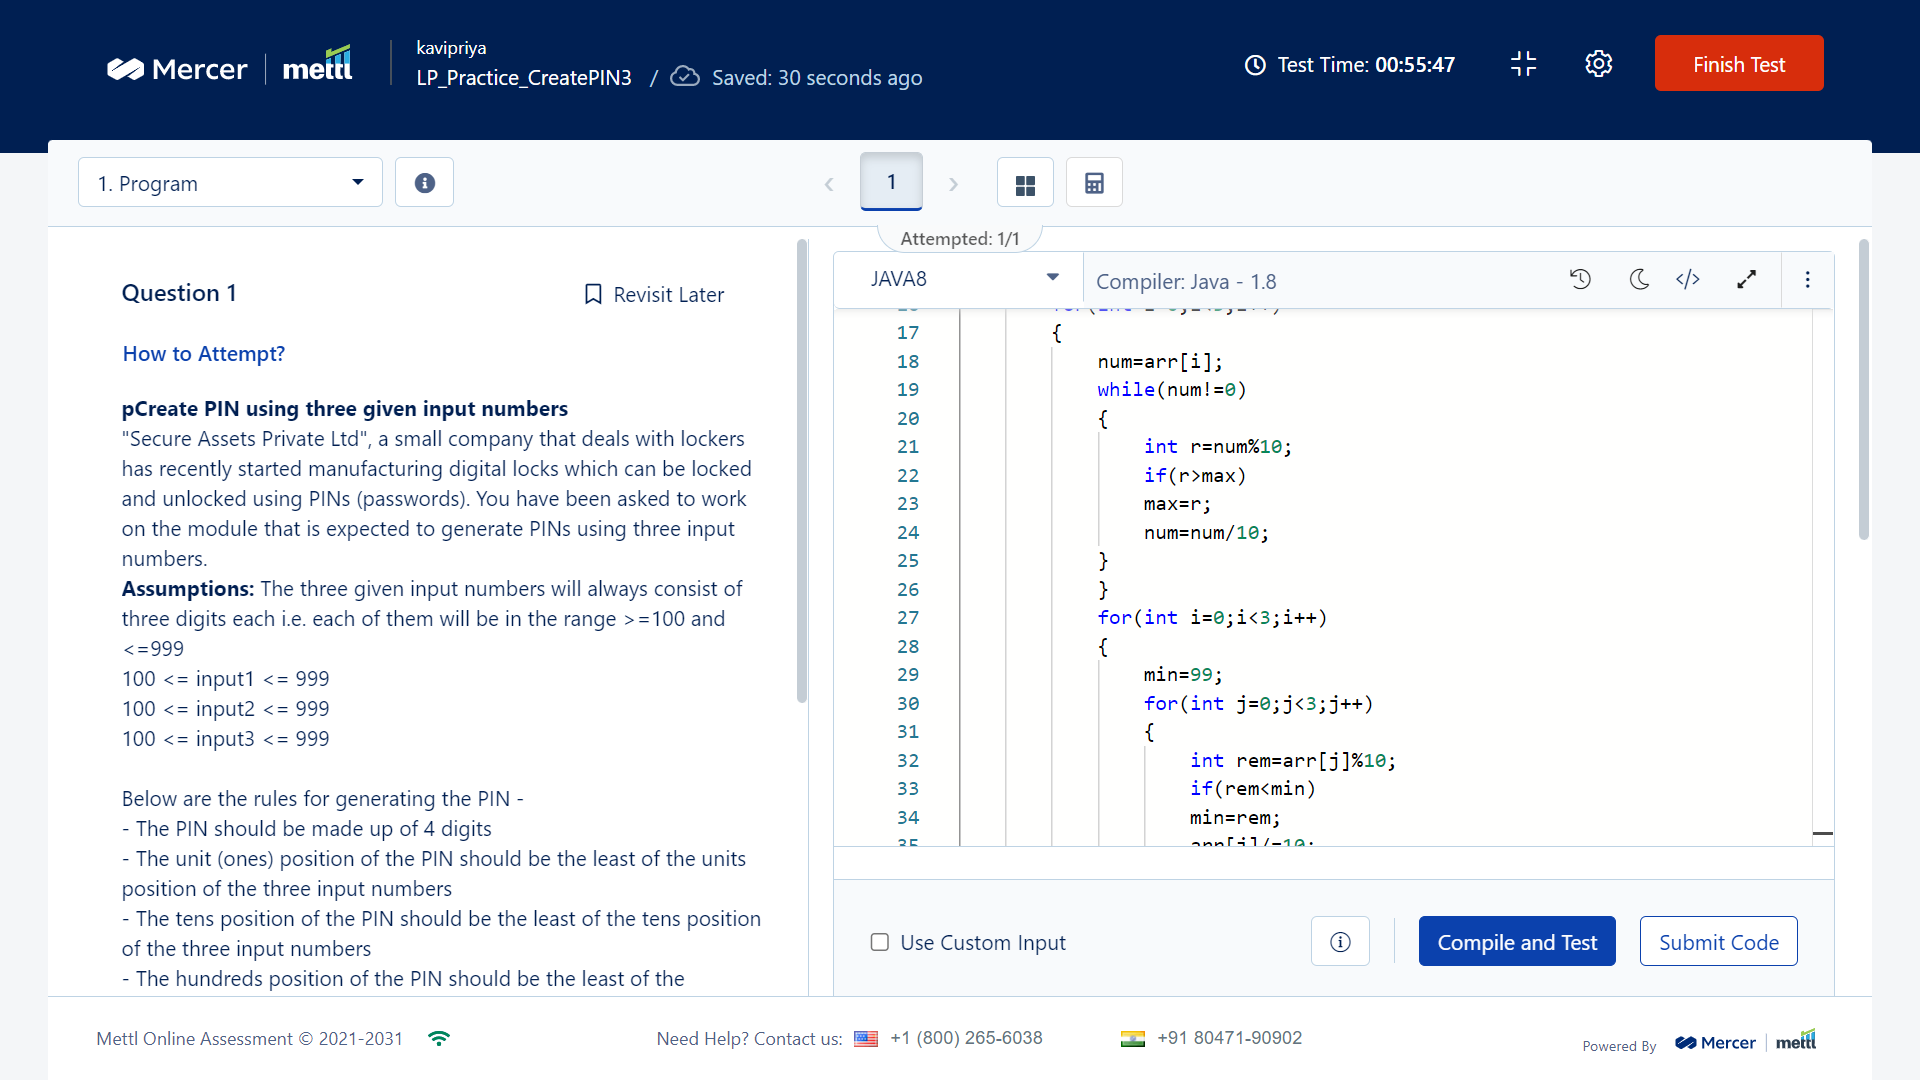 Mercer mettl
kavipriya
LP_Practice_CreatePIN3 / Saved: 30 seconds ago
Test Time: 00:55:47
Finish Test
1. Program
1
Attempted: 1/1
Question 1
Revisit Later
How to Attempt?
pCreate PIN using three given input numbers
"Secure Assets Private Ltd", a small company that deals with lockers
has recently started manufacturing digital locks which can be locked
and unlocked using PINs (passwords). You have been asked to work
on the module that is expected to generate PINs using three input
numbers.
Assumptions: The three given input numbers will always consist of
three digits each i.e. each of them will be in the range >=100 and
<=999
100 <= input1 <= 999
100 <= input2 <= 999
100 <= input3 <= 999
Below are the rules for generating the PIN -
- The PIN should be made up of 4 digits
- The unit (ones) position of the PIN should be the least of the units
position of the three input numbers
- The tens position of the PIN should be the least of the tens position
of the three input numbers
- The hundreds position of the PIN should be the least of the
JAVA8
Compiler: Java - 1.8
17 {
18 num=arr[i];
19 while(num!=0)
20 {
21 int r=num%10;
22 if(r>max)
23 max=r;
24 num=num/10;
25 }
26 }
27 for(int i=0;i<3;i++)
28 {
29 min=99;
30 for(int j=0;j<3;j++)
31 {
32 int rem=arr[j]%10;
33 if(rem<min)
34 min=rem;
35 arr[j]/=10;
Use Custom Input
Compile and Test
Submit Code
Mettl Online Assessment © 2021-2031
Need Help? Contact us: +1 (800) 265-6038
+91 80471-90902
Powered By Mercer mettl